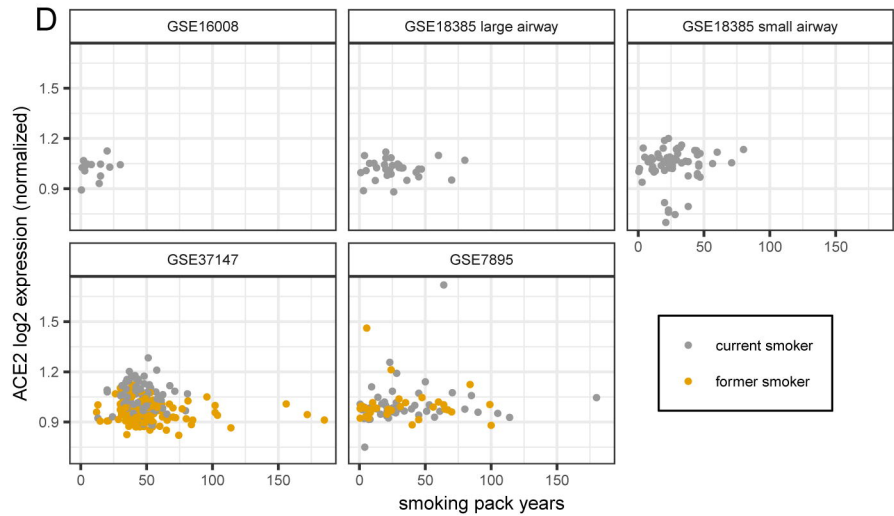 D
GSE16008
GSE18385 large airway
GSE18385 small airway
ACE2 log2 expression (normalized)
1.5
1.2
0.9
0
50
100
150
GSE37147
GSE7895
1.5
1.2
0.9
0
50
100
150
0
50
100
150
current smoker
former smoker
smoking pack years